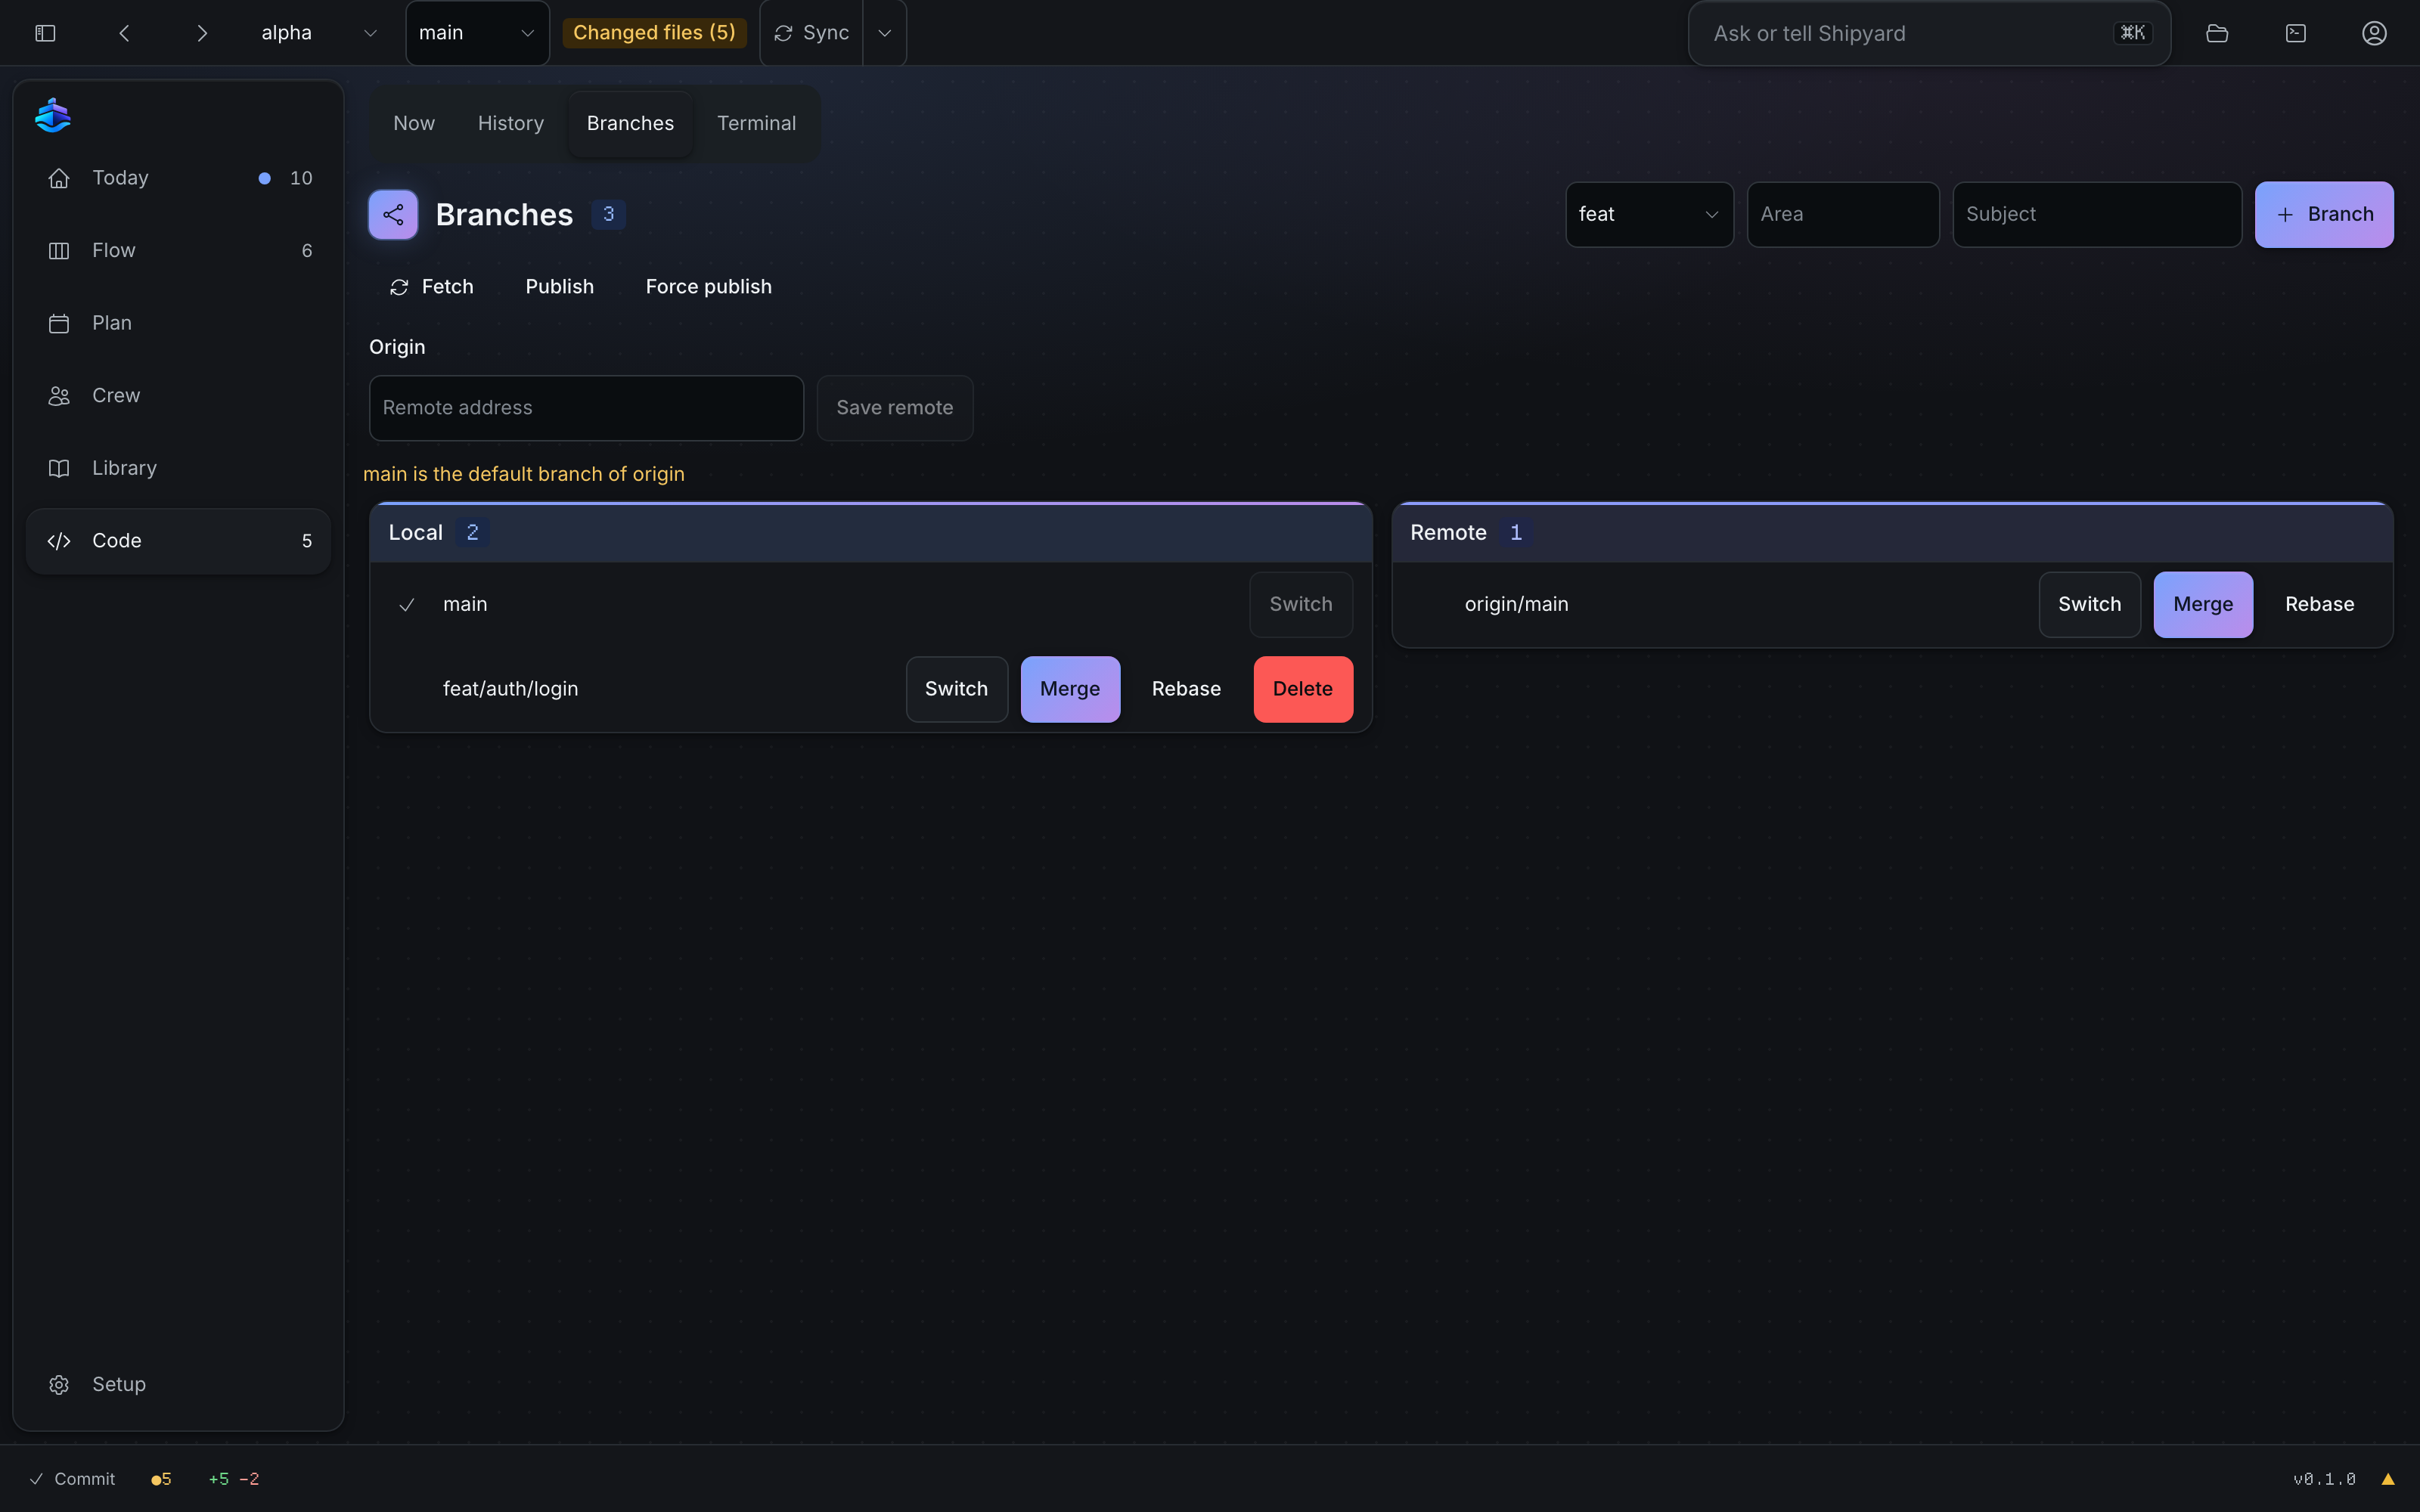 alpha main Changed files (5) Sync Ask or tell Shipyard ⌘K
Now History Branches Terminal
Today 10
Flow 6
Plan
Crew
Library
Code 5
Setup
Branches 3 feat Area Subject + Branch
Fetch Publish Force publish
Origin
Remote address Save remote
main is the default branch of origin
Local 2
main Switch
feat/auth/login Switch Merge Rebase Delete
Remote 1
origin/main Switch Merge Rebase
Commit 5 +5 -2 v0.1.0